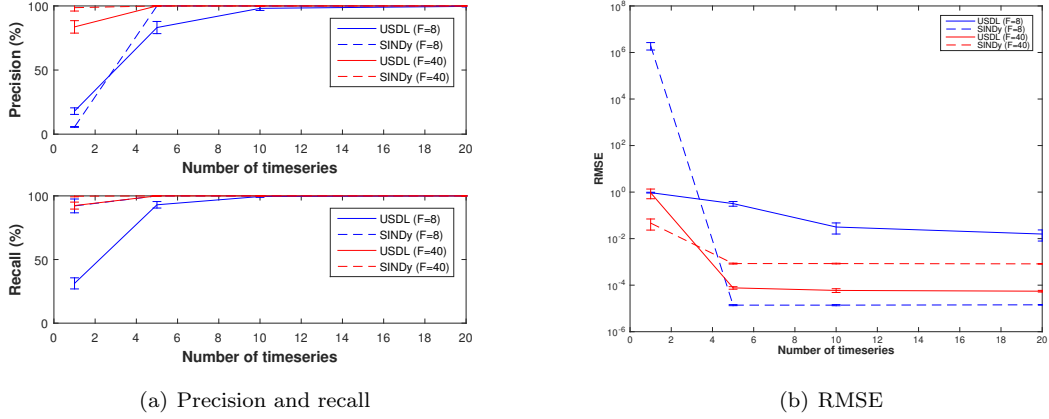 100
50
0
Precision (%)
0 2 4 6 8 10 12 14 16 18 20
Number of timeseries
USDL (F=8)
SINDy (F=8)
USDL (F=40)
SINDy (F=40)
100
50
0
Recall (%)
0 2 4 6 8 10 12 14 16 18 20
Number of timeseries
USDL (F=8)
SINDy (F=8)
USDL (F=40)
SINDy (F=40)
(a) Precision and recall
10^8
10^6
10^4
10^2
10^0
10^-2
10^-4
10^-6
RMSE
0 2 4 6 8 10 12 14 16 18 20
Number of timeseries
USDL (F=8)
SINDy (F=8)
USDL (F=40)
SINDy (F=40)
(b) RMSE